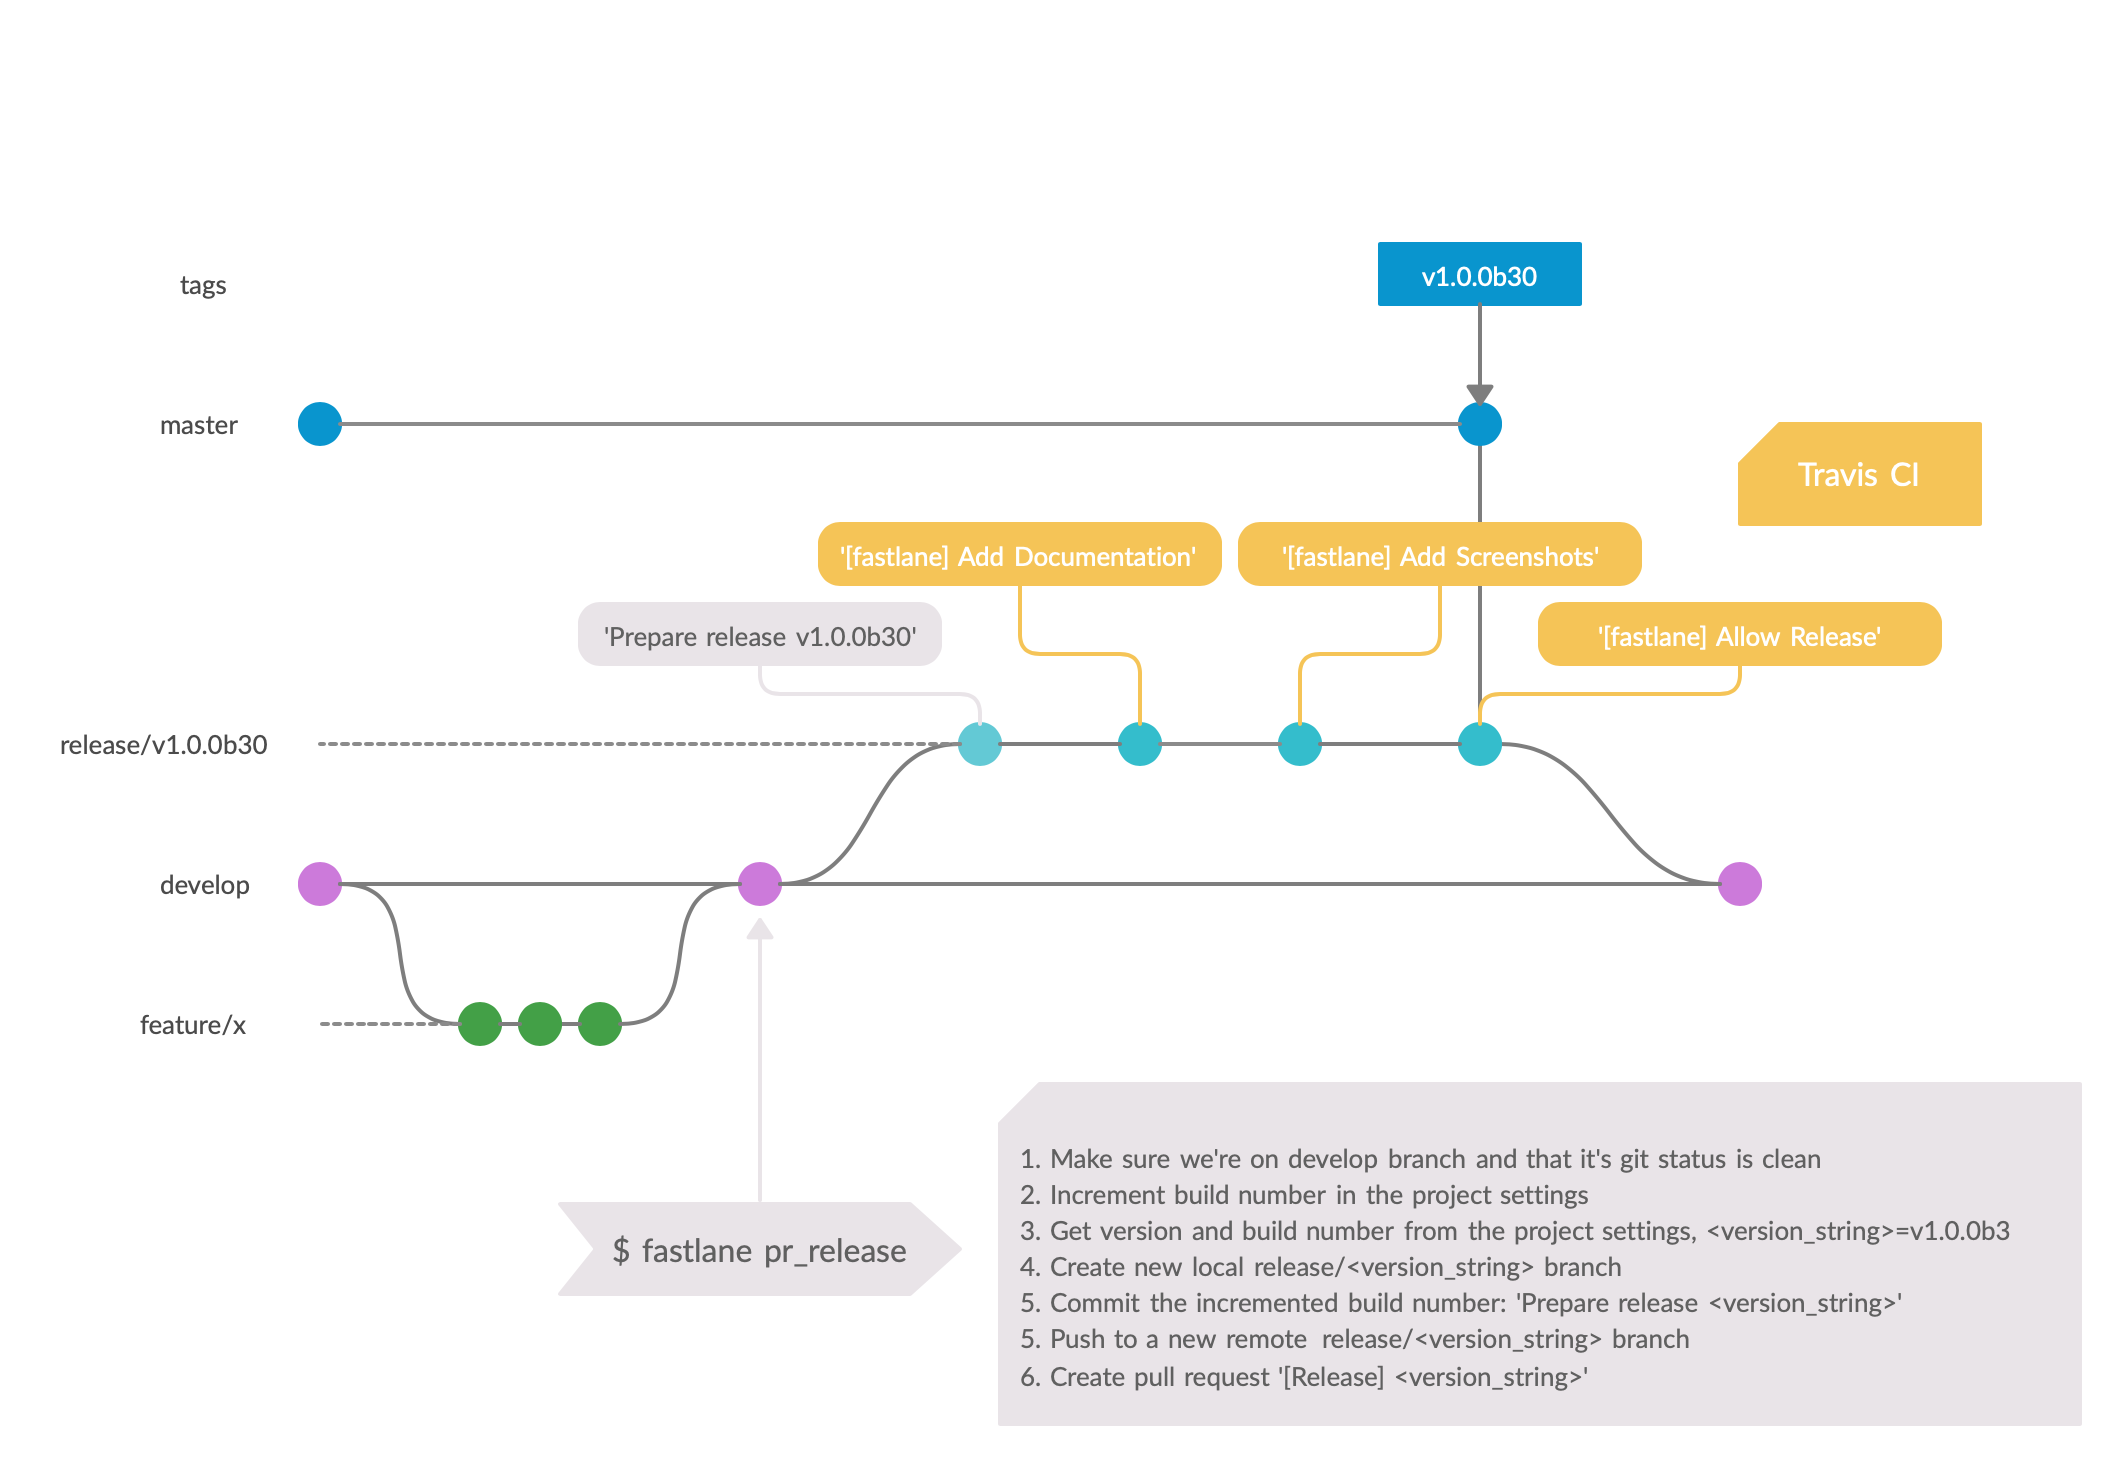 tags
v1.0.0b30
master
Travis CI
'[fastlane] Add Documentation'
'[fastlane] Add Screenshots'
'Prepare release v1.0.0b30'
'[fastlane] Allow Release'
release/v1.0.0b30
develop
feature/x
$ fastlane pr_release
1. Make sure we're on develop branch and that it's git status is clean
2. Increment build number in the project settings
3. Get version and build number from the project settings, <version_string>=v1.0.0b3
4. Create new local release/<version_string> branch
5. Commit the incremented build number: 'Prepare release <version_string>'
5. Push to a new remote release/<version_string> branch
6. Create pull request '[Release] <version_string>'